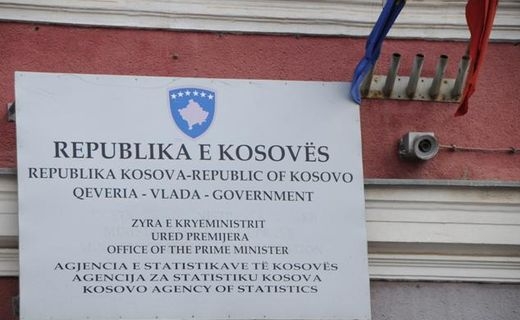 REPUBLIKA E KOSOVËS
REPUBLIKA KOSOVA-REPUBLIC OF KOSOVO
QEVERIA - VLADA - GOVERNMENT
ZYRA E KRYEMINISTRIT
URED PREMIJERA
OFFICE OF THE PRIME MINISTER
AGJENCIA E STATISTIKAVE TË KOSOVËS
AGENCIJA ZA STATISTIKU KOSOVA
KOSOVO AGENCY OF STATISTICS